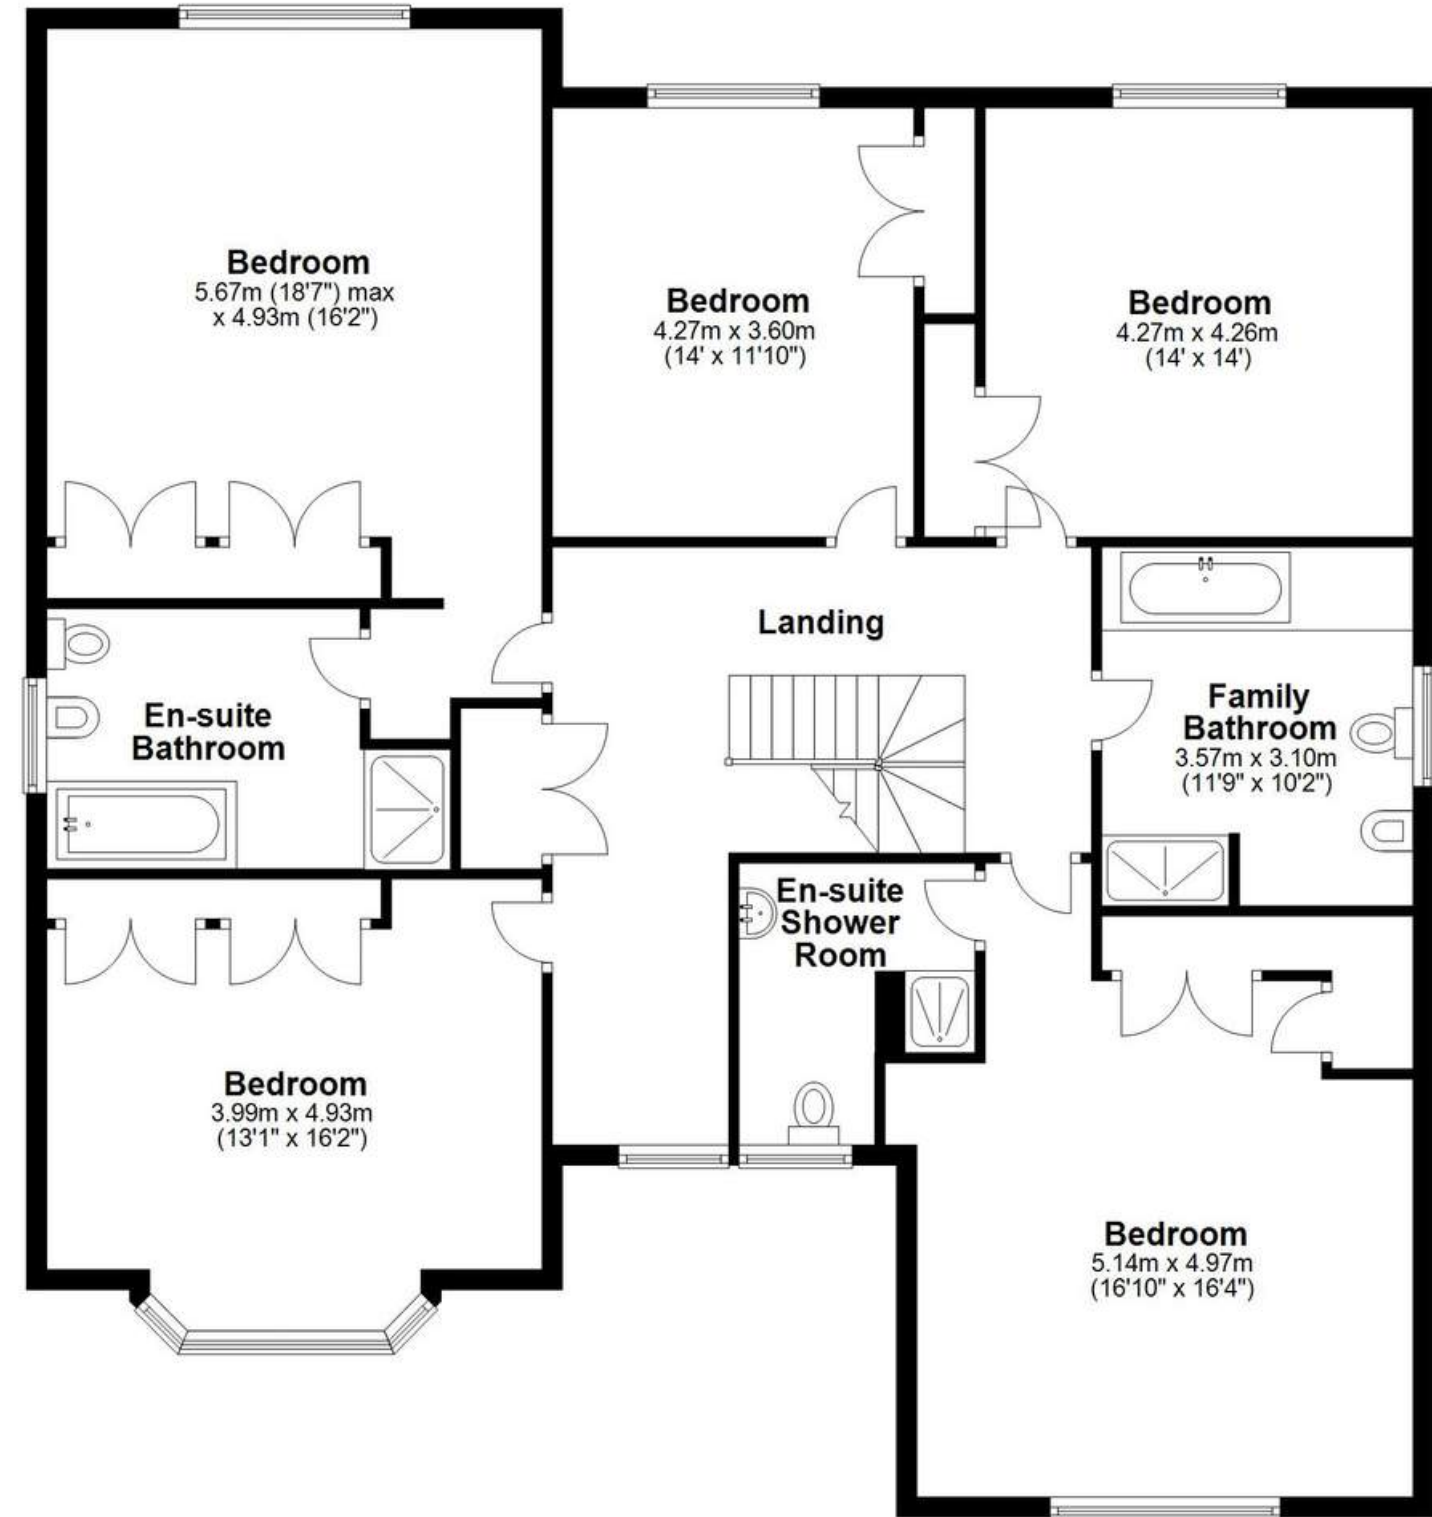 Bedroom
5.67m (18'7") max
x 4.93m (16'2")
Bedroom
4.27m x 3.60m
(14' x 11'10")
Bedroom
4.27m x 4.26m
(14' x 14')
Landing
En-suite
Bathroom
Family
Bathroom
3.57m x 3.10m
(11'9" x 10'2")
En-suite
Shower
Room
Bedroom
3.99m x 4.93m
(13'1" x 16'2")
Bedroom
5.14m x 4.97m
(16'10" x 16'4")